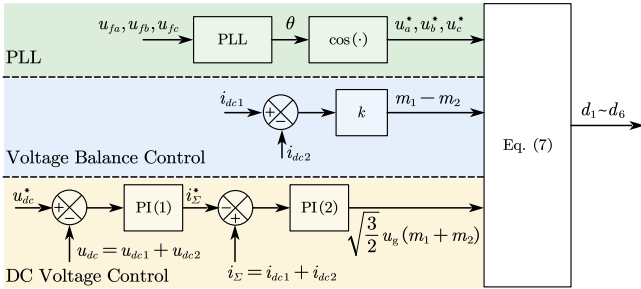 u_{fa}, u_{fb}, u_{fc}
PLL
θ
cos(·)
u_a^*, u_b^*, u_c^*
PLL
i_{dc1}
+
−
k
m_1 − m_2
i_{dc2}
Voltage Balance Control
Eq. (7)
d_1~d_6
u_{dc}^*
+
−
PI(1)
i_Σ^*
−
+
PI(2)
\sqrt{\frac{3}{2}} u_g (m_1 + m_2)
u_{dc} = u_{dc1} + u_{dc2}
i_Σ = i_{dc1} + i_{dc2}
DC Voltage Control